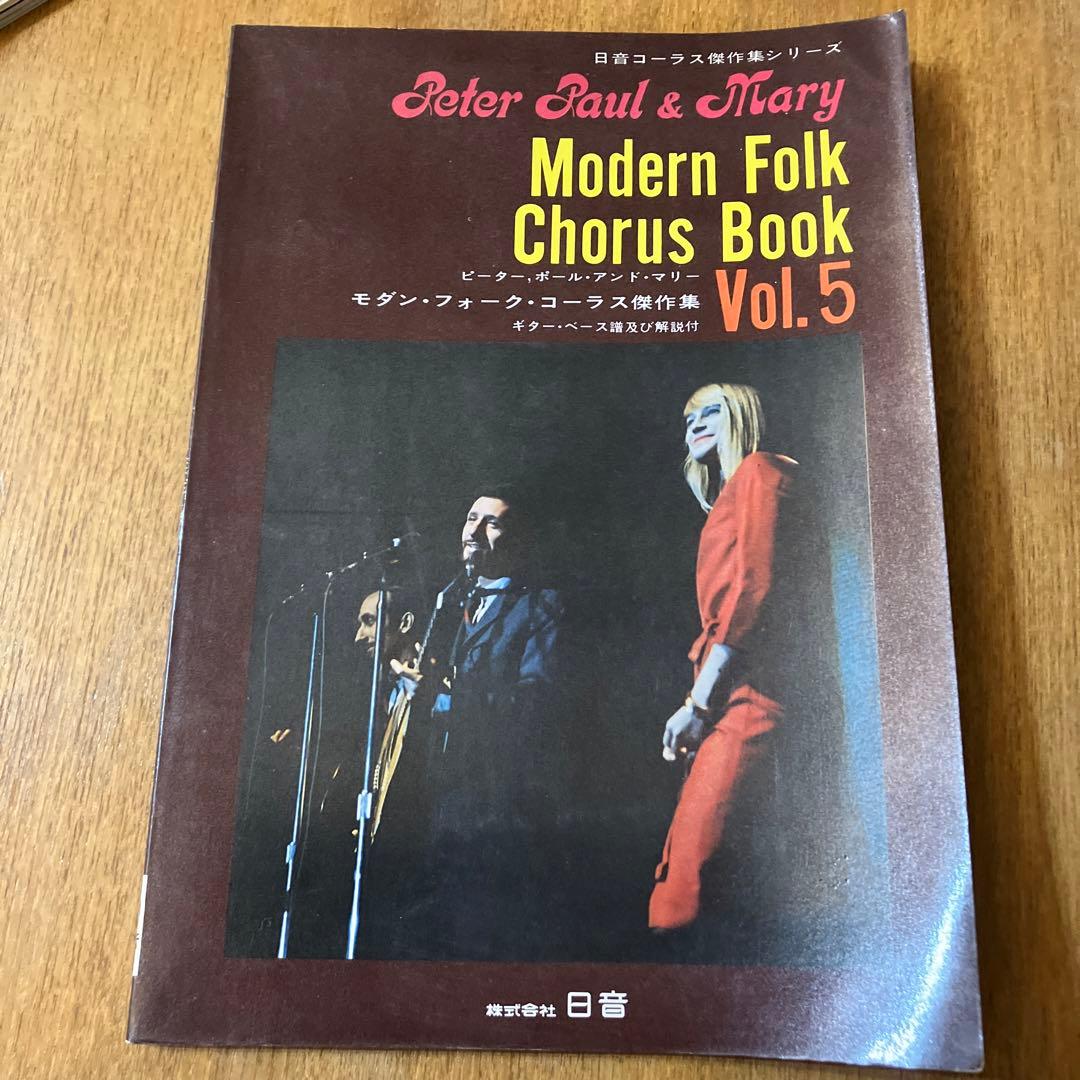 日音コーラス傑作集シリーズ
Peter Paul & Mary
Modern Folk
Chorus Book
ピーター,ポール・アンド・マリー
モダン・フォーク・コーラス傑作集
Vol.5
ギター・ベース譜及び解説付
株式会社 日音